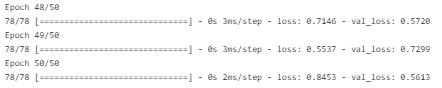 Epoch 48/50
78/78 [==============================] - 0s 3ms/step - loss: 0.7146 - val_loss: 0.5720
Epoch 49/50
78/78 [==============================] - 0s 3ms/step - loss: 0.5537 - val_loss: 0.7299
Epoch 50/50
78/78 [==============================] - 0s 2ms/step - loss: 0.8453 - val_loss: 0.5613